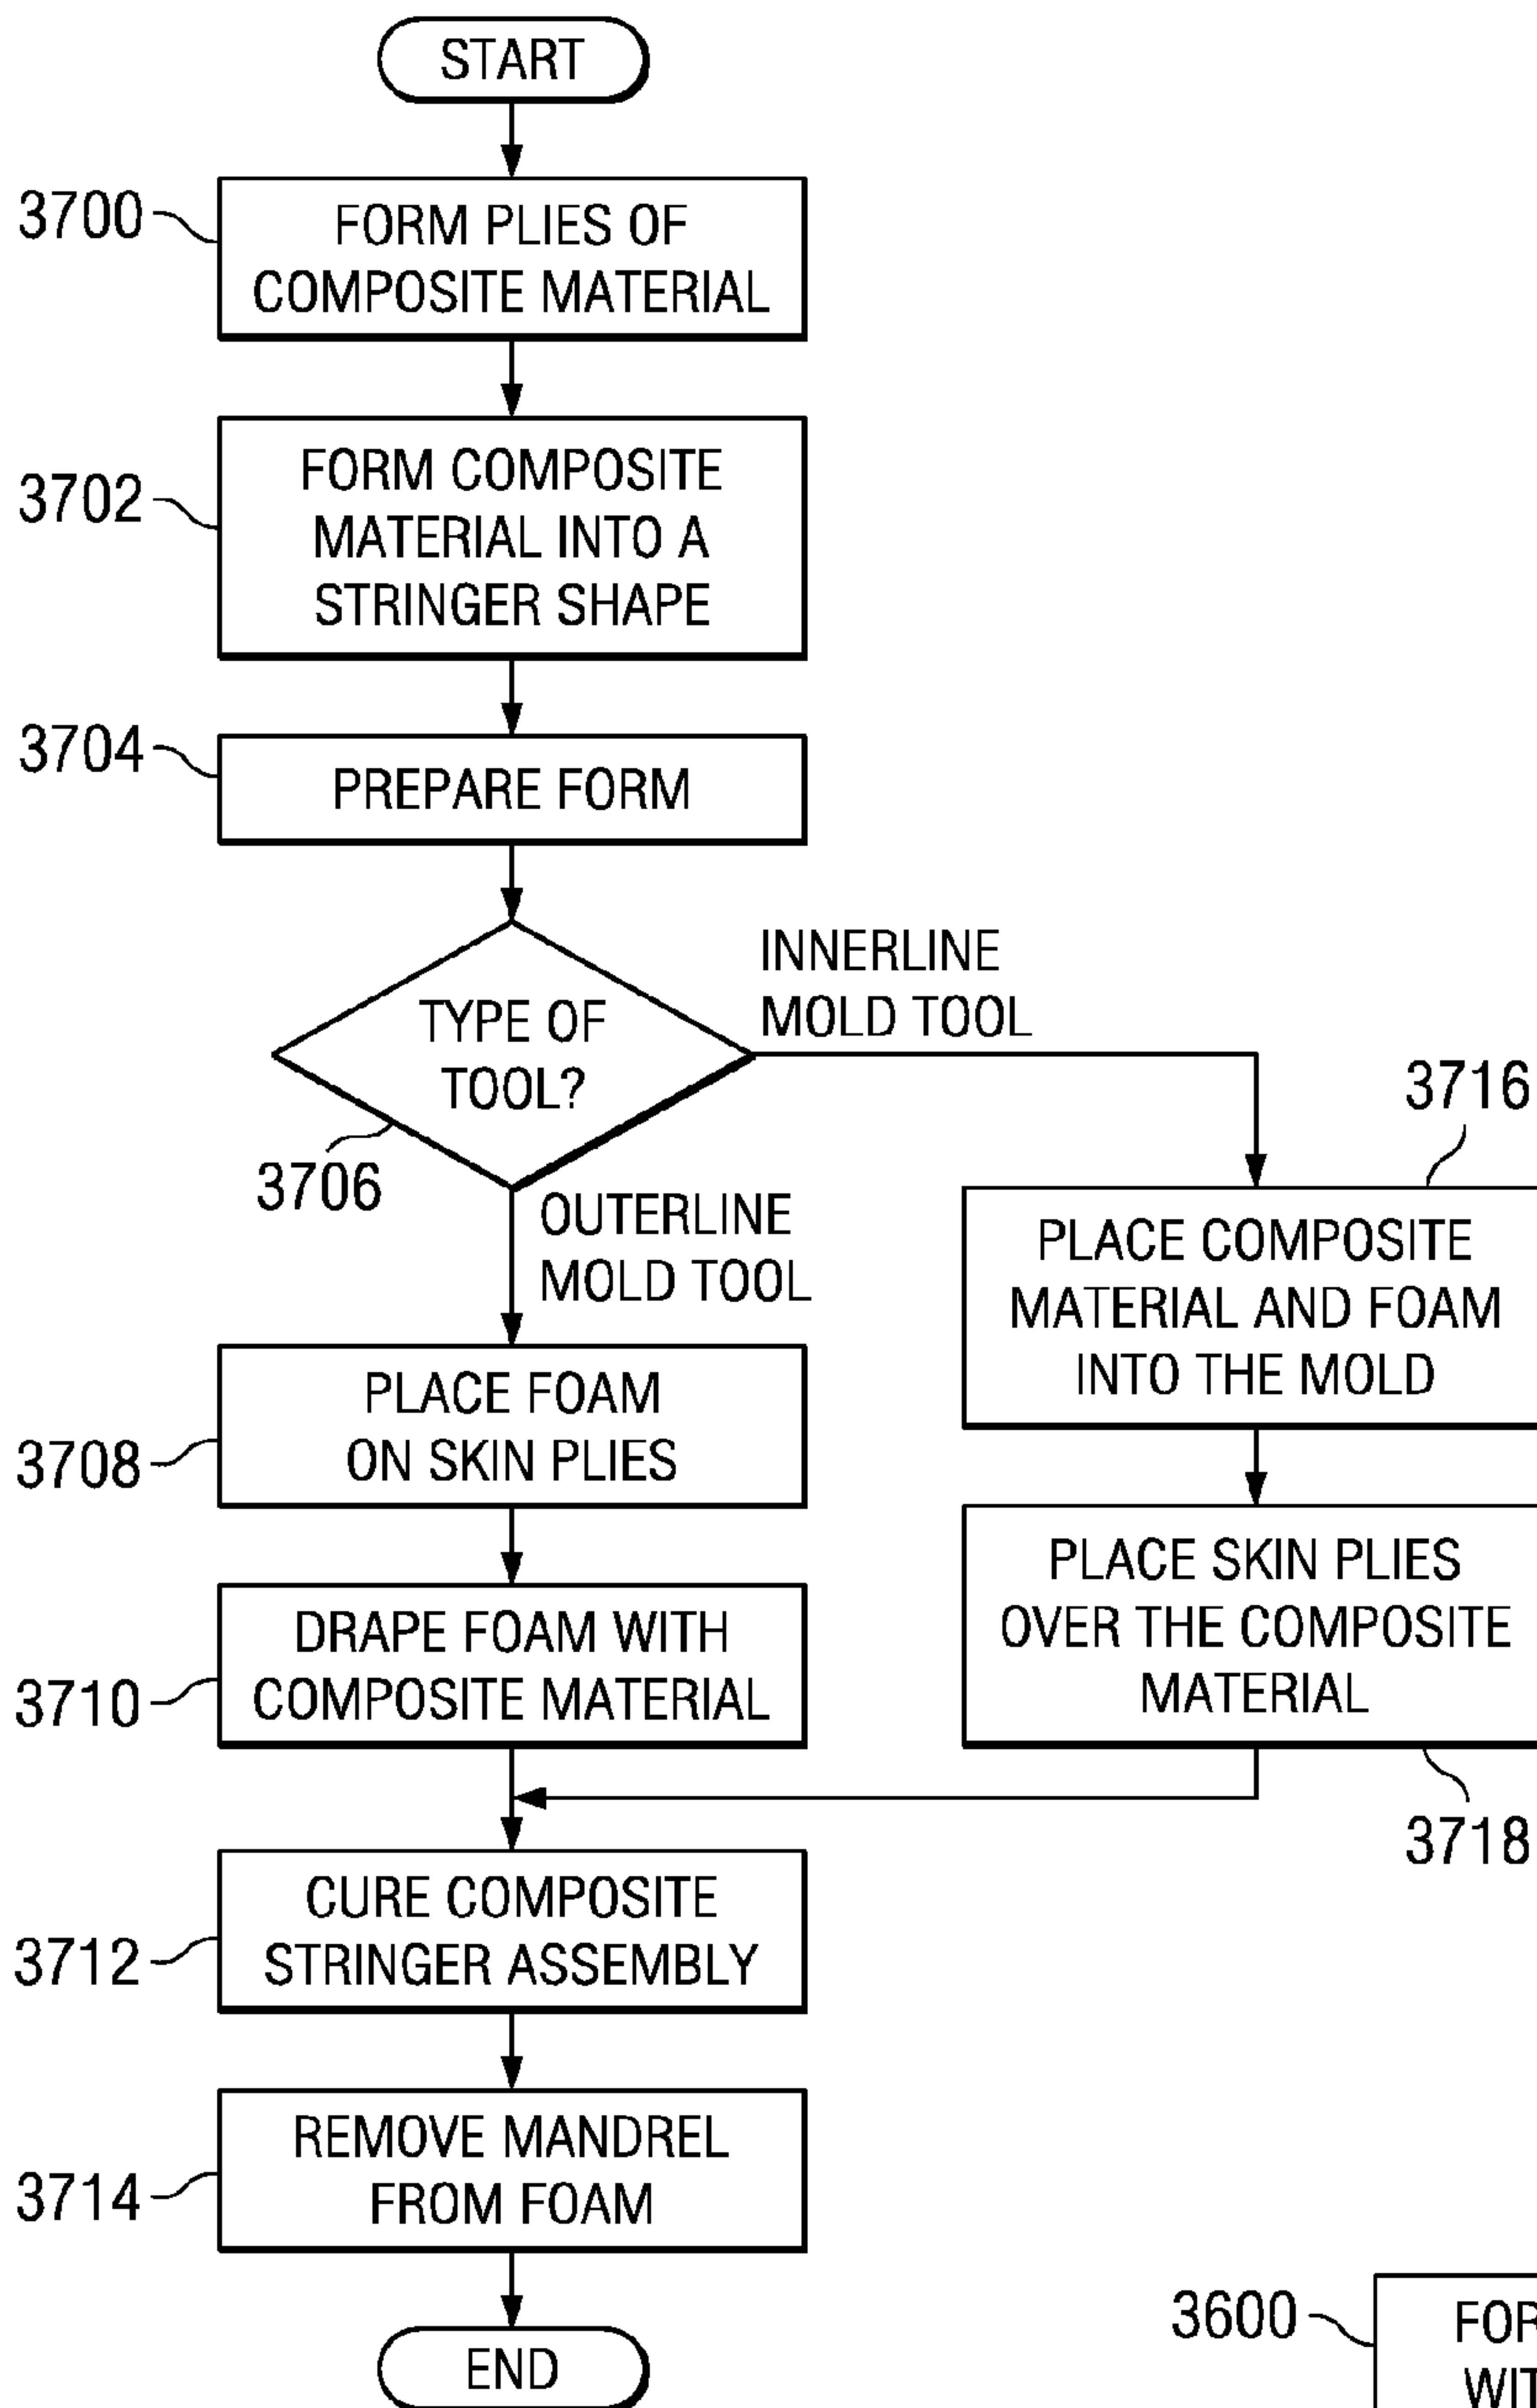 START
3700
FORM PLIES OF
COMPOSITE MATERIAL
3702
FORM COMPOSITE
MATERIAL INTO A
STRINGER SHAPE
3704
PREPARE FORM
TYPE OF
TOOL?
3706
INNERLINE
MOLD TOOL
OUTERLINE
MOLD TOOL
3716
PLACE COMPOSITE
MATERIAL AND FOAM
INTO THE MOLD
3708
PLACE FOAM
ON SKIN PLIES
PLACE SKIN PLIES
OVER THE COMPOSITE
MATERIAL
3718
3710
DRAPE FOAM WITH
COMPOSITE MATERIAL
3712
CURE COMPOSITE
STRINGER ASSEMBLY
3714
REMOVE MANDREL
FROM FOAM
END
3600